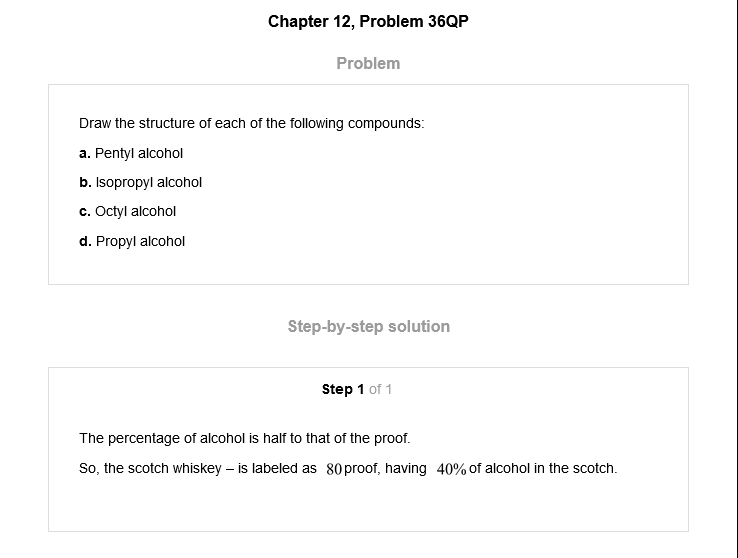 Chapter 12, Problem 36QP
Problem
Draw the structure of each of the following compounds:
a. Pentyl alcohol
b. Isopropyl alcohol
c. Octyl alcohol
d. Propyl alcohol
Step-by-step solution
Step 1 of 1
The percentage of alcohol is half to that of the proof.
So, the scotch whiskey – is labeled as 80 proof, having 40% of alcohol in the scotch.